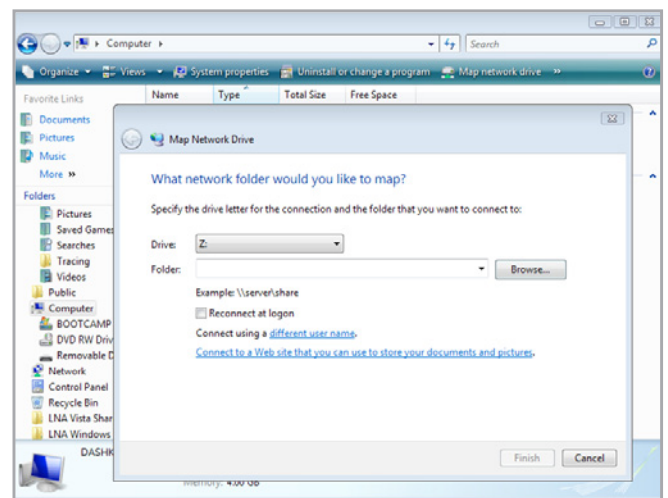 Computer
Search
Organize Views System properties Uninstall or change a program Map network drive »
Favorite Links
Name Type Total Size Free Space
Documents
Pictures
Music
More »
Folders
Pictures
Saved Games
Searches
Tracing
Videos
Public
Computer
BOOTCAMP
DVD RW Driv
Removable D
Network
Control Panel
Recycle Bin
LNA Vista Shar
LNA Windows
DASHK
Memory: 4.00 GB
Map Network Drive
What network folder would you like to map?
Specify the drive letter for the connection and the folder that you want to connect to:
Drive: Z:
Folder: Browse...
Example: \\server\share
Reconnect at logon
Connect using a different user name.
Connect to a Web site that you can use to store your documents and pictures.
Finish Cancel